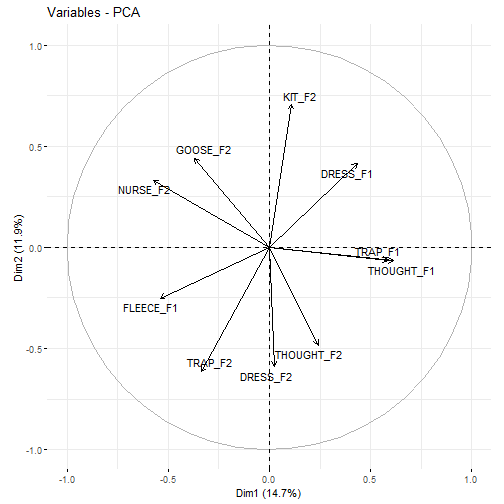 Variables - PCA
1.0
KIT_F2
0.5
GOOSE_F2
DRESS_F1
NURSE_F2
Dim2 (11.9%)
0.0
TRAP_F1
THOUGHT_F1
FLEECE_F1
-0.5
THOUGHT_F2
TRAP_F2
DRESS_F2
-1.0
-1.0 -0.5 0.0 0.5 1.0
Dim1 (14.7%)